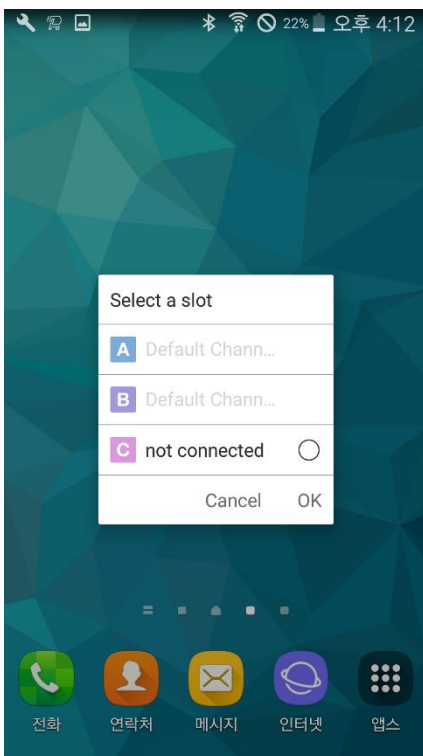 22% 오후 4:12
Select a slot
A Default Chann...
B Default Chann...
C not connected
Cancel OK
전화 연락처 메시지 인터넷 앱스